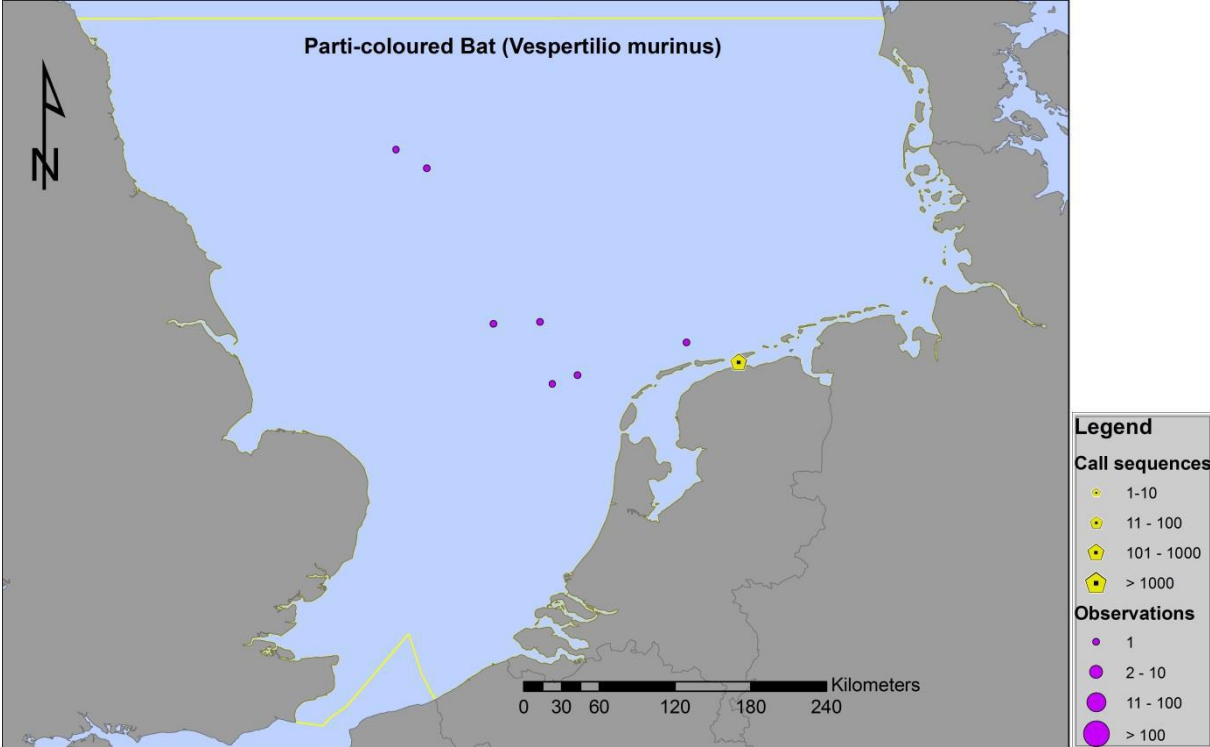 Parti-coloured Bat (Vespertilio murinus)
N
Kilometers
0 30 60 120 180 240
Legend
Call sequences
1-10
11 - 100
101 - 1000
> 1000
Observations
1
2 - 10
11 - 100
> 100